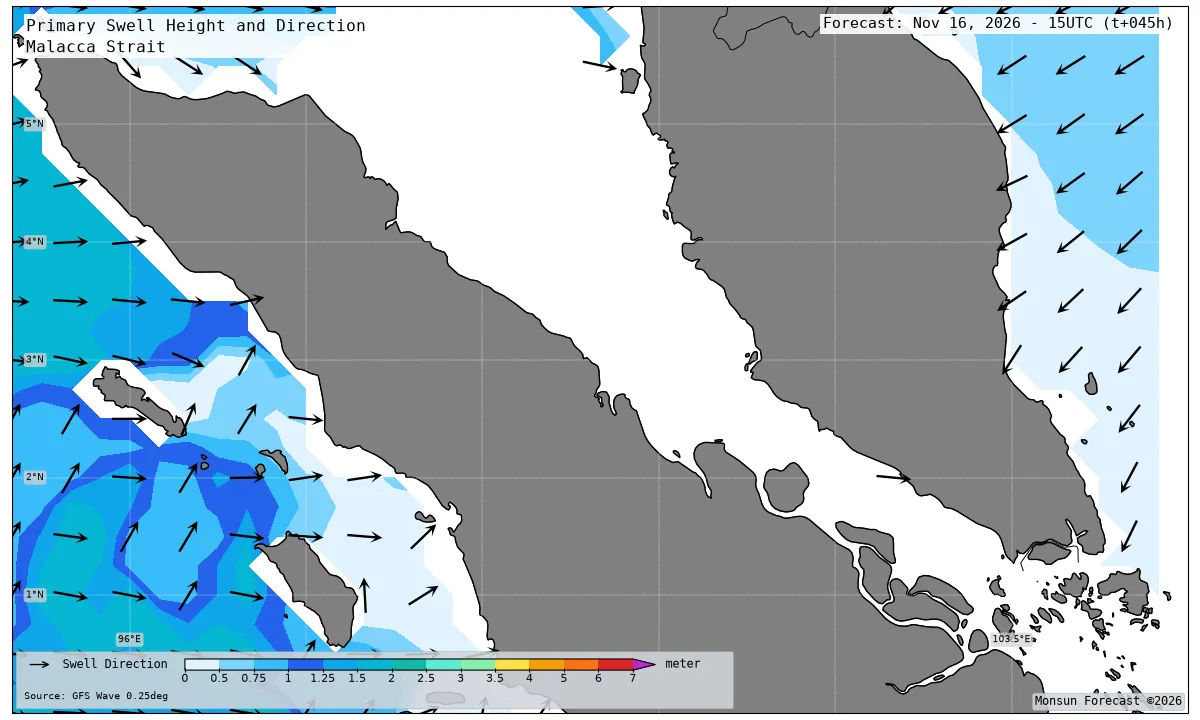 Primary Swell Height and Direction
Malacca Strait
Forecast: Nov 16, 2026 - 15UTC (t+045h)
5°N
4°N
3°N
2°N
1°N
96°E
103.5°E
Swell Direction
meter
0 0.5 0.75 1 1.25 1.5 2 2.5 3 3.5 4 5 6 7
Source: GFS Wave 0.25deg
Monsun Forecast ©2026